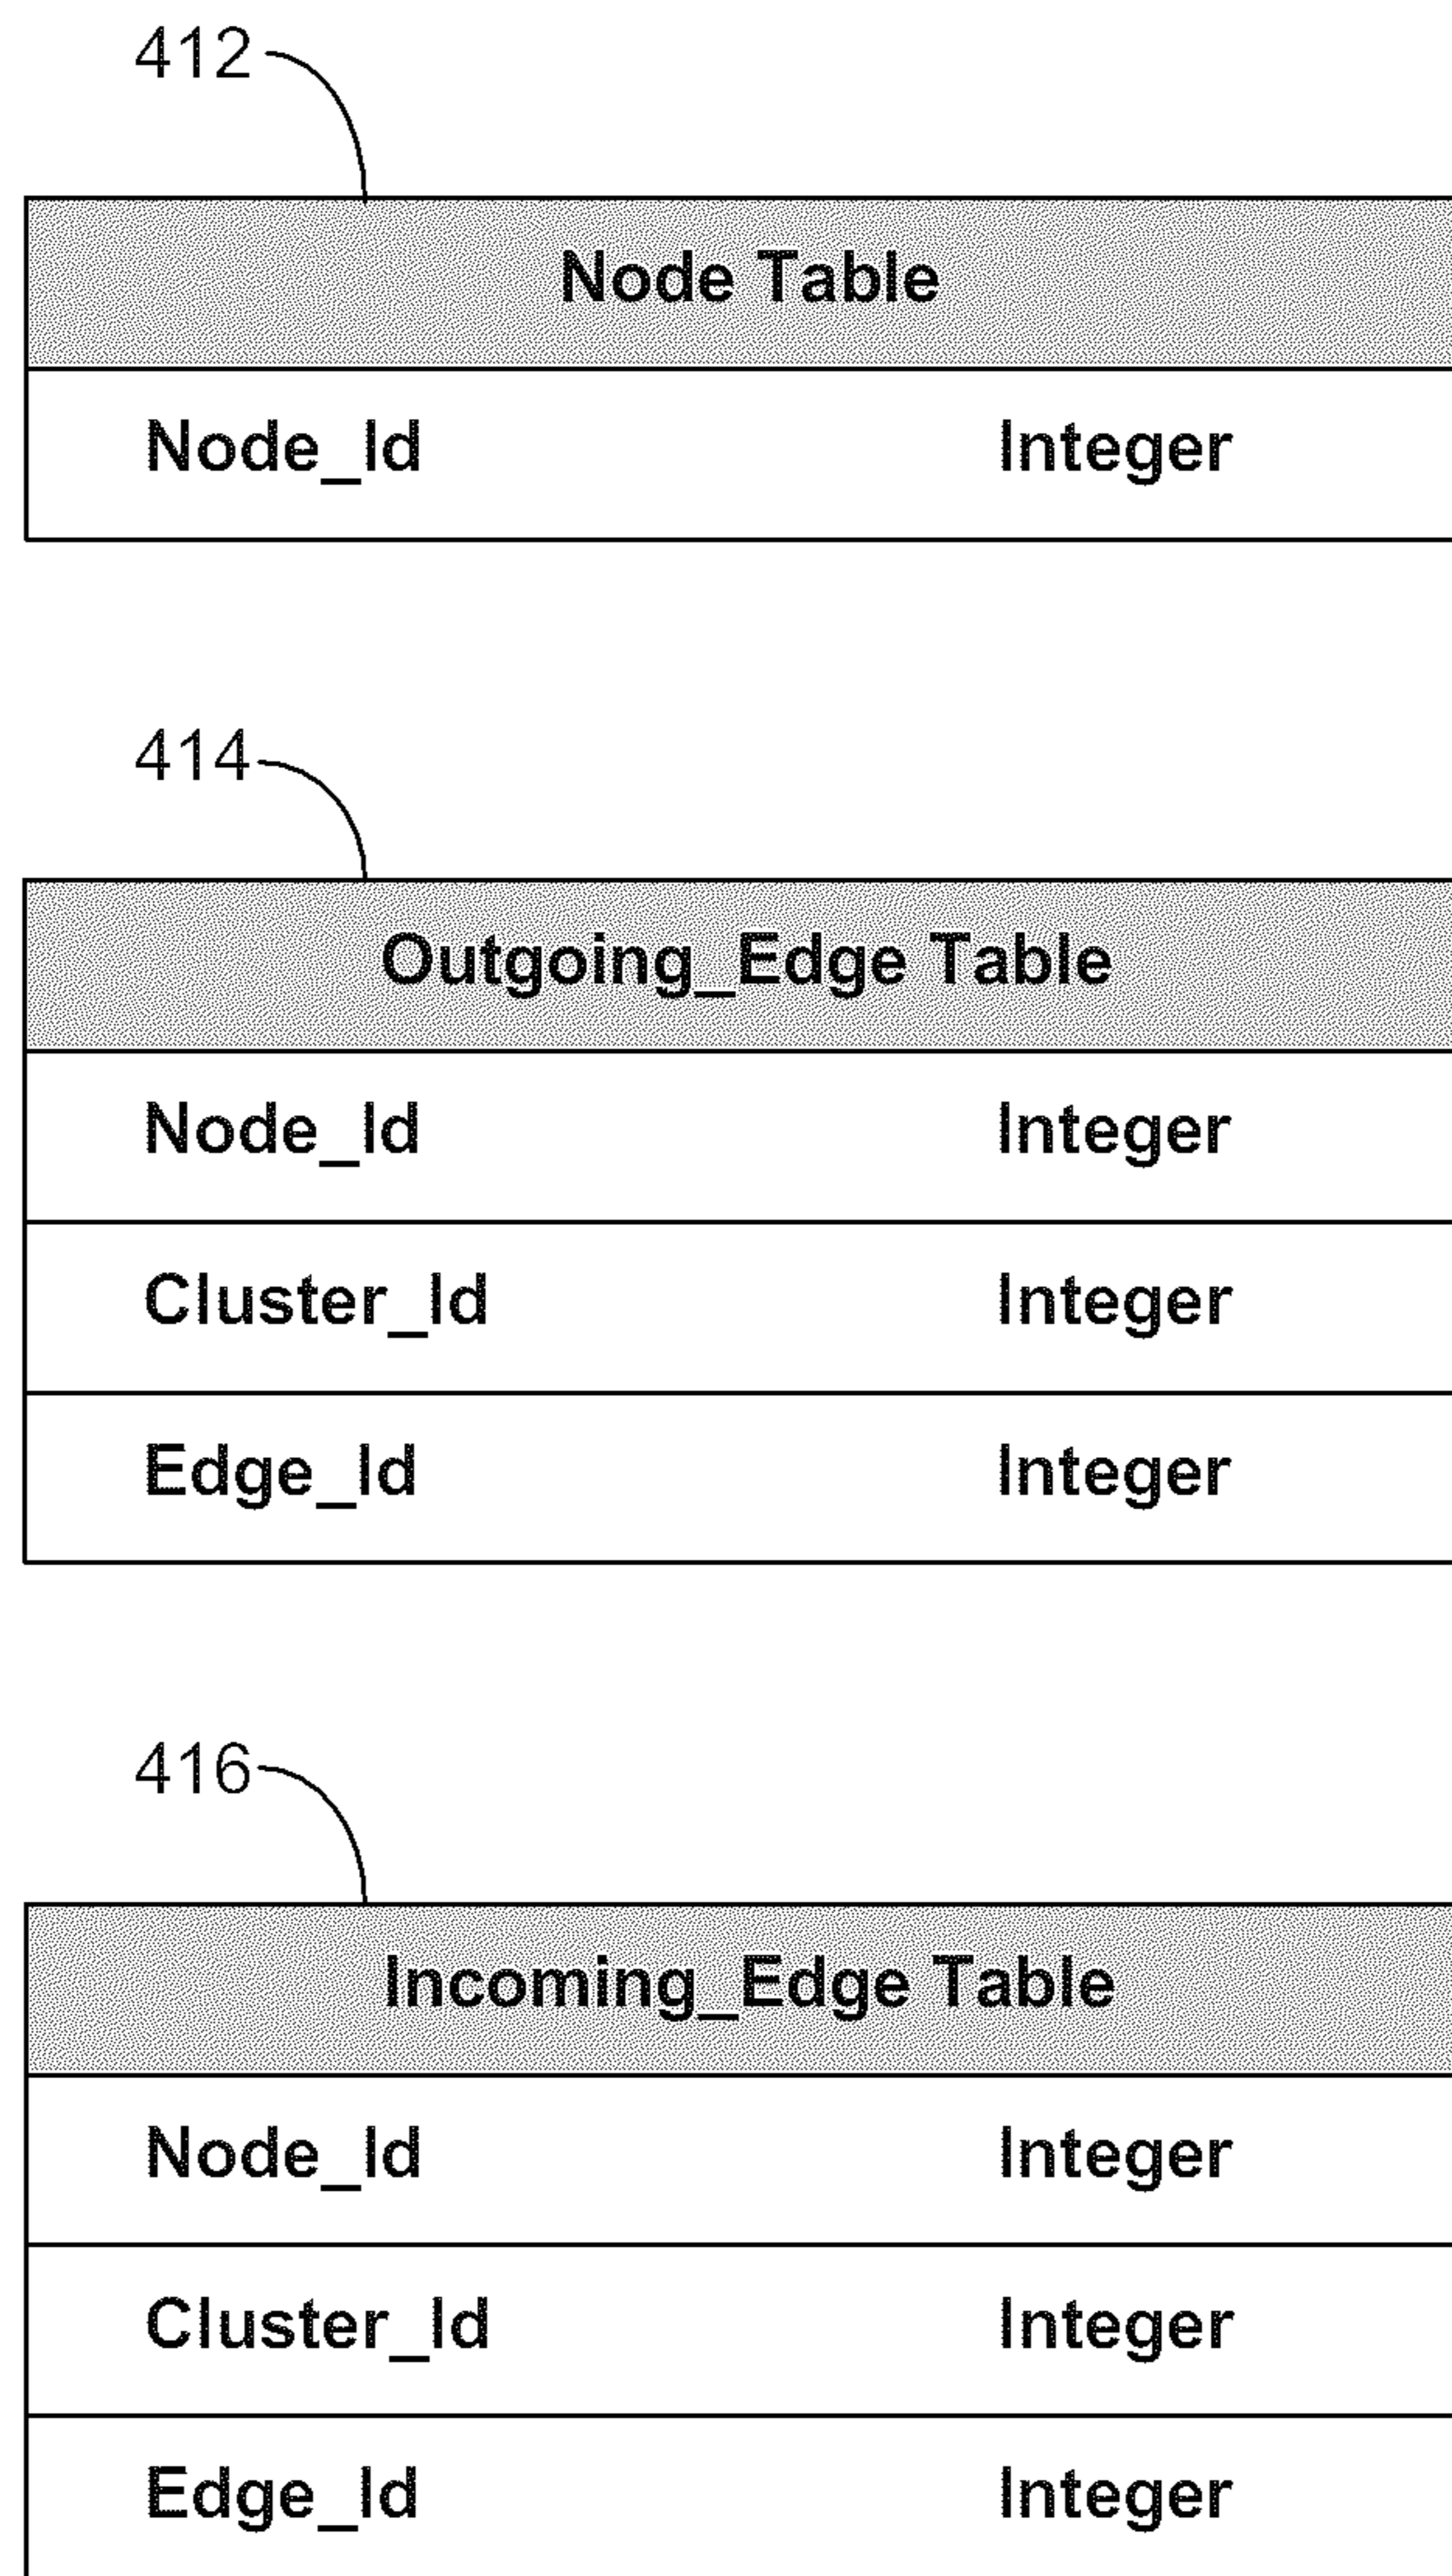 412
Node Table
Node_Id Integer
414
Outgoing_Edge Table
Node_Id Integer
Cluster_Id Integer
Edge_Id Integer
416
Incoming_Edge Table
Node_Id Integer
Cluster_Id Integer
Edge_Id Integer